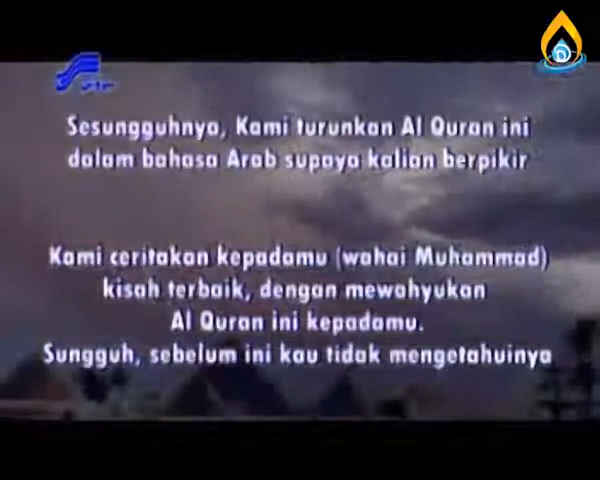 sctv
Sesungguhnya, Kami turunkan Al Quran ini
dalam bahasa Arab supaya kalian berpikir
Kami ceritakan kepadamu (wahai Muhammad)
kisah terbaik, dengan mewahyukan
Al Quran ini kepadamu.
Sungguh, sebelum ini kau tidak mengetahuinya